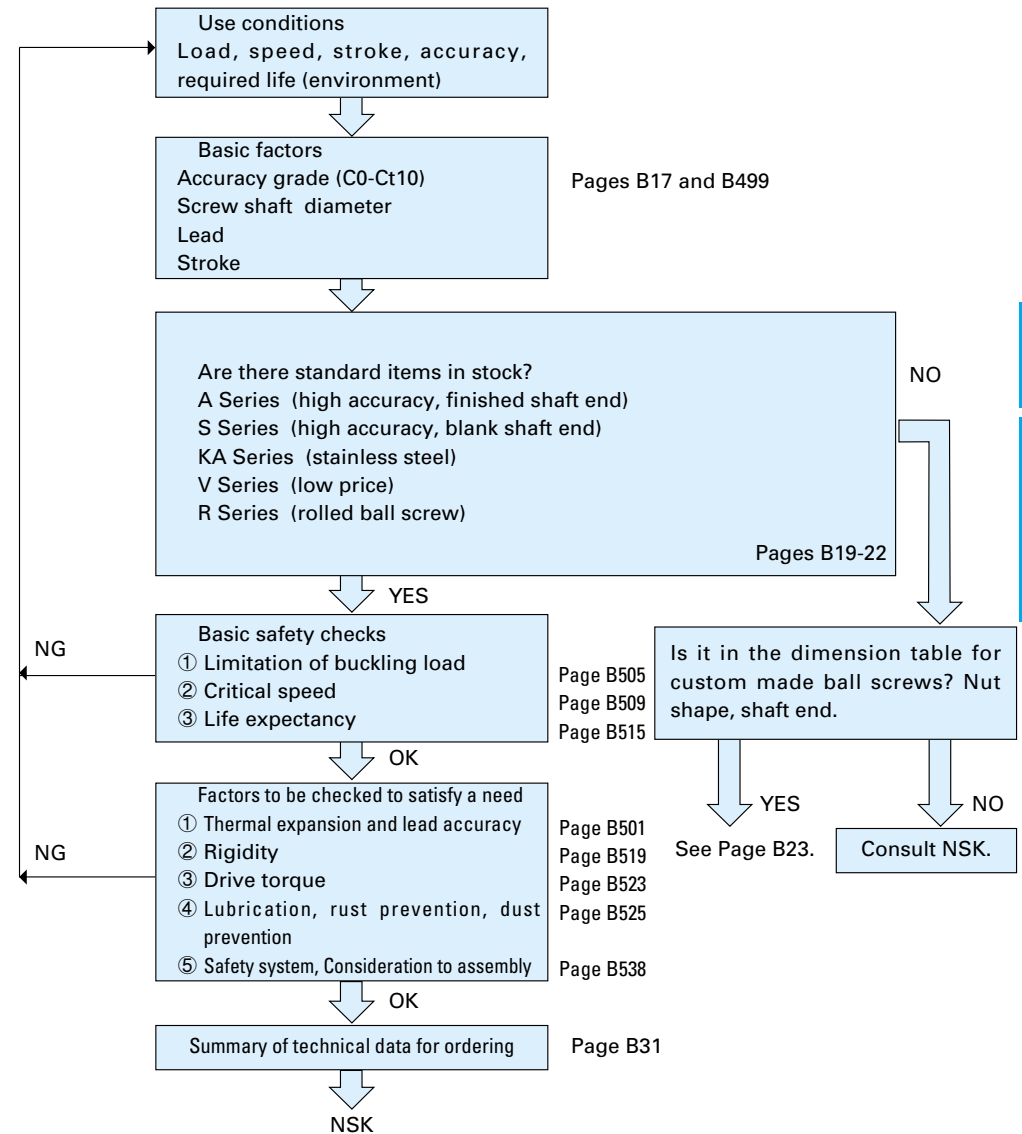 Use conditions
Load, speed, stroke, accuracy,
required life (environment)
Basic factors
Accuracy grade (C0-Ct10)
Screw shaft diameter
Lead
Stroke
Pages B17 and B499
Are there standard items in stock?
A Series (high accuracy, finished shaft end)
S Series (high accuracy, blank shaft end)
KA Series (stainless steel)
V Series (low price)
R Series (rolled ball screw)
Pages B19-22
NO
YES
Basic safety checks
① Limitation of buckling load
② Critical speed
③ Life expectancy
NG
Page B505
Page B509
Page B515
Is it in the dimension table for
custom made ball screws? Nut
shape, shaft end.
OK
YES
See Page B23.
NO
Consult NSK.
Factors to be checked to satisfy a need
① Thermal expansion and lead accuracy
② Rigidity
③ Drive torque
④ Lubrication, rust prevention, dust
prevention
⑤ Safety system, Consideration to assembly
NG
Page B501
Page B519
Page B523
Page B525
Page B538
OK
Summary of technical data for ordering
Page B31
NSK